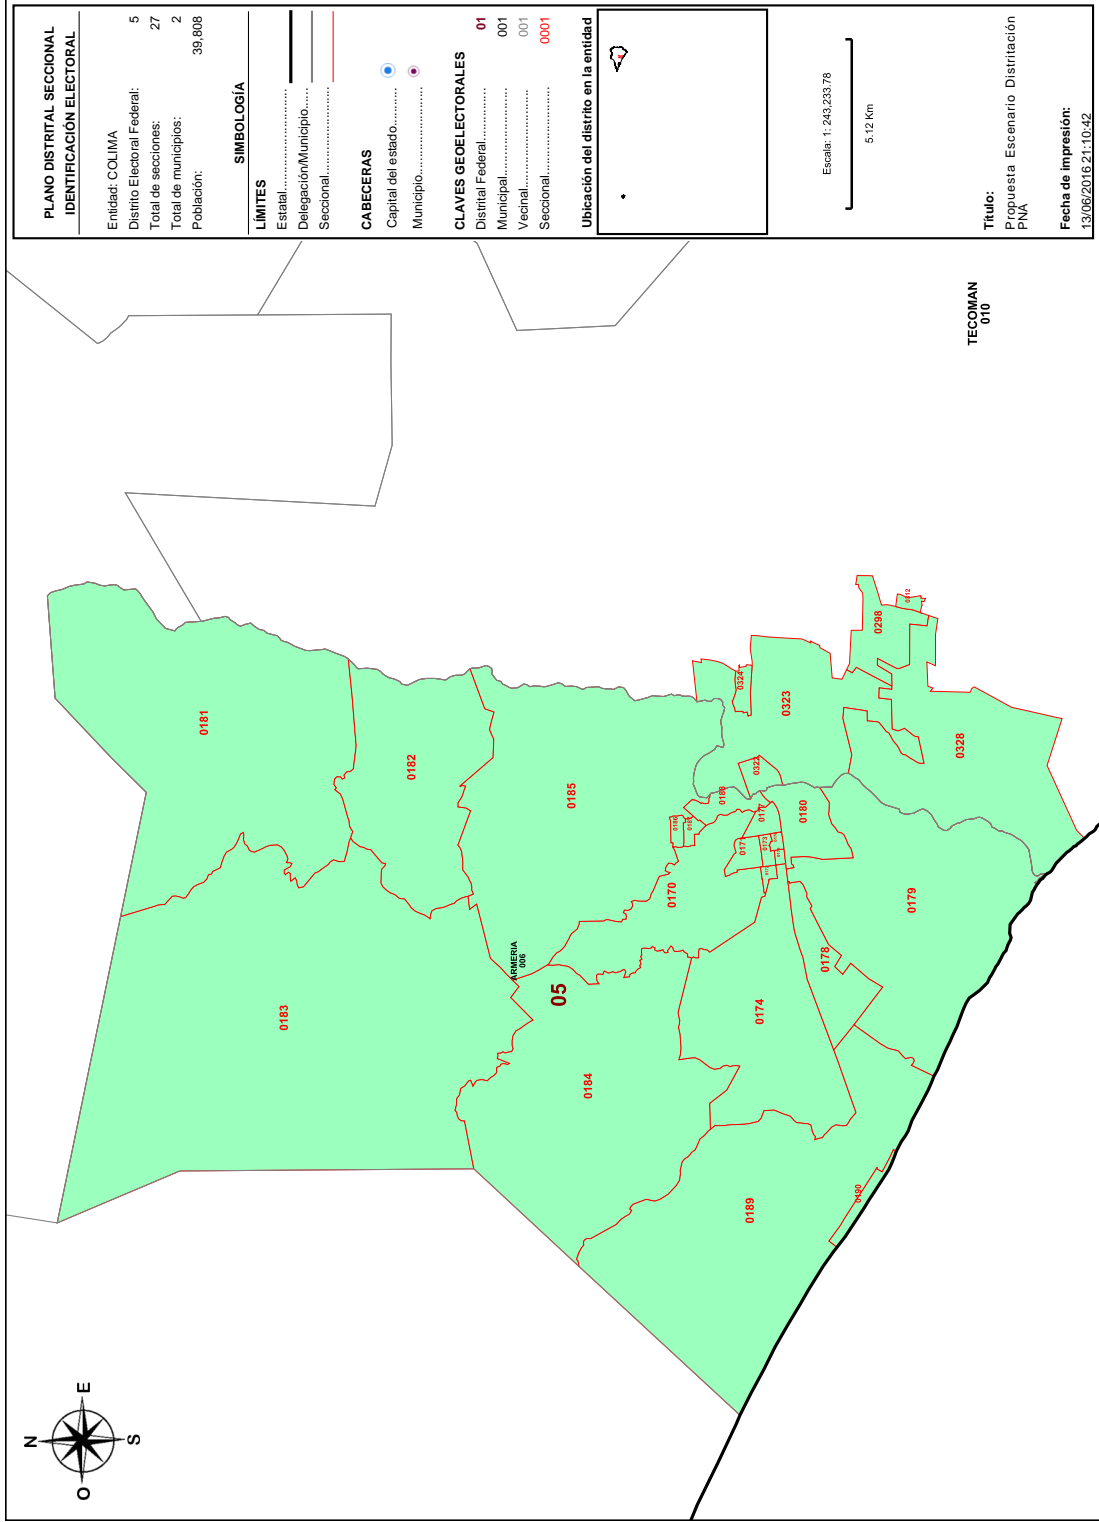 PLANO DISTRITAL SECCIONAL
IDENTIFICACIÓN ELECTORAL
Entidad: COLIMA
Distrito Electoral Federal: 5
Total de secciones: 27
Total de municipios: 2
Población: 39,808
SIMBOLOGÍA
LÍMITES
Estatal
Delegación/Municipio
Seccional
CABECERAS
Capital del estado
Municipio
CLAVES GEOELECTORALES
Distrital Federal 01
Municipal 001
Vecinal 001
Seccional 0001
Ubicación del distrito en la entidad
Escala: 1: 243,233.78
5.12 Km
Título:
Propuesta Escenario Distritación
PNA
Fecha de impresión:
13/06/2016 21:10:42
TECOMAN
010
N
E
S
O
0181
0182
0183
0185
ARMERIA
006
05
0184
0170
0188
0171
0177
0173
0180
0322
0323
0324
0298
0312
0328
0179
0178
0174
0189
0190